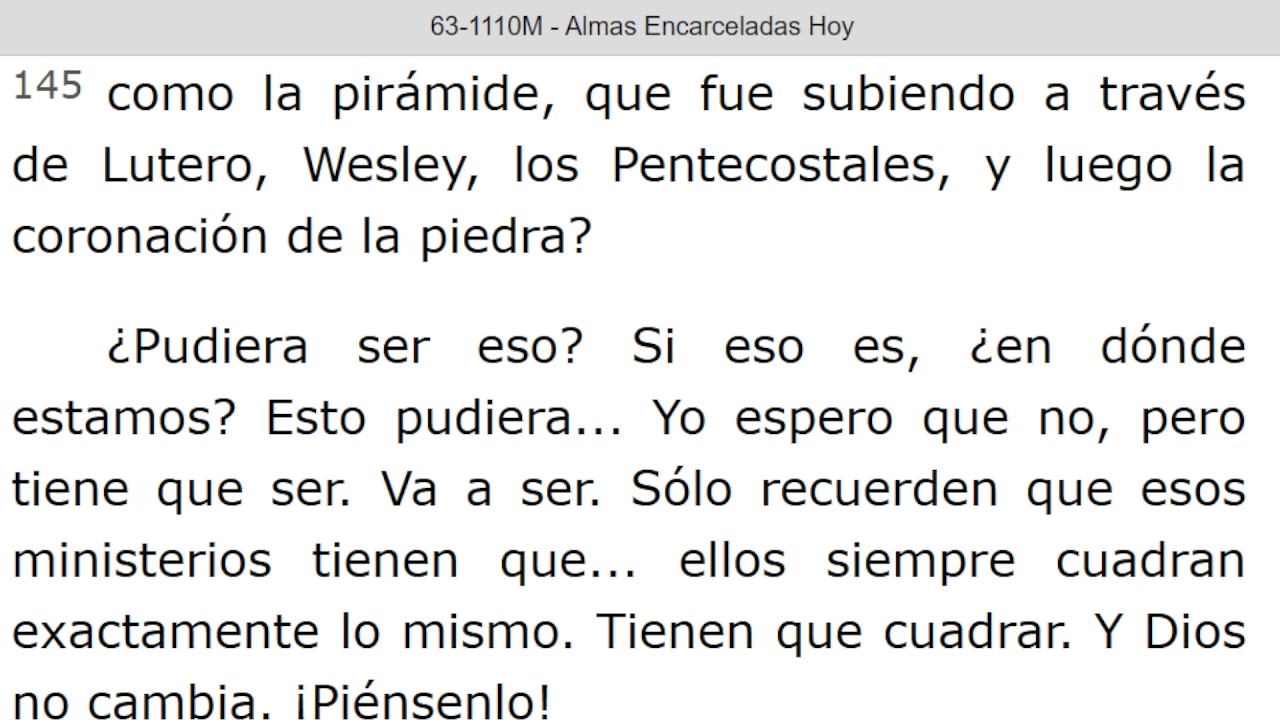 63-1110M - Almas Encarceladas Hoy
145 como la pirámide, que fue subiendo a través
de Lutero, Wesley, los Pentecostales, y luego la
coronación de la piedra?
¿Pudiera ser eso? Si eso es, ¿en dónde
estamos? Esto pudiera... Yo espero que no, pero
tiene que ser. Va a ser. Sólo recuerden que esos
ministerios tienen que... ellos siempre cuadran
exactamente lo mismo. Tienen que cuadrar. Y Dios
no cambia. ¡Piénsenlo!